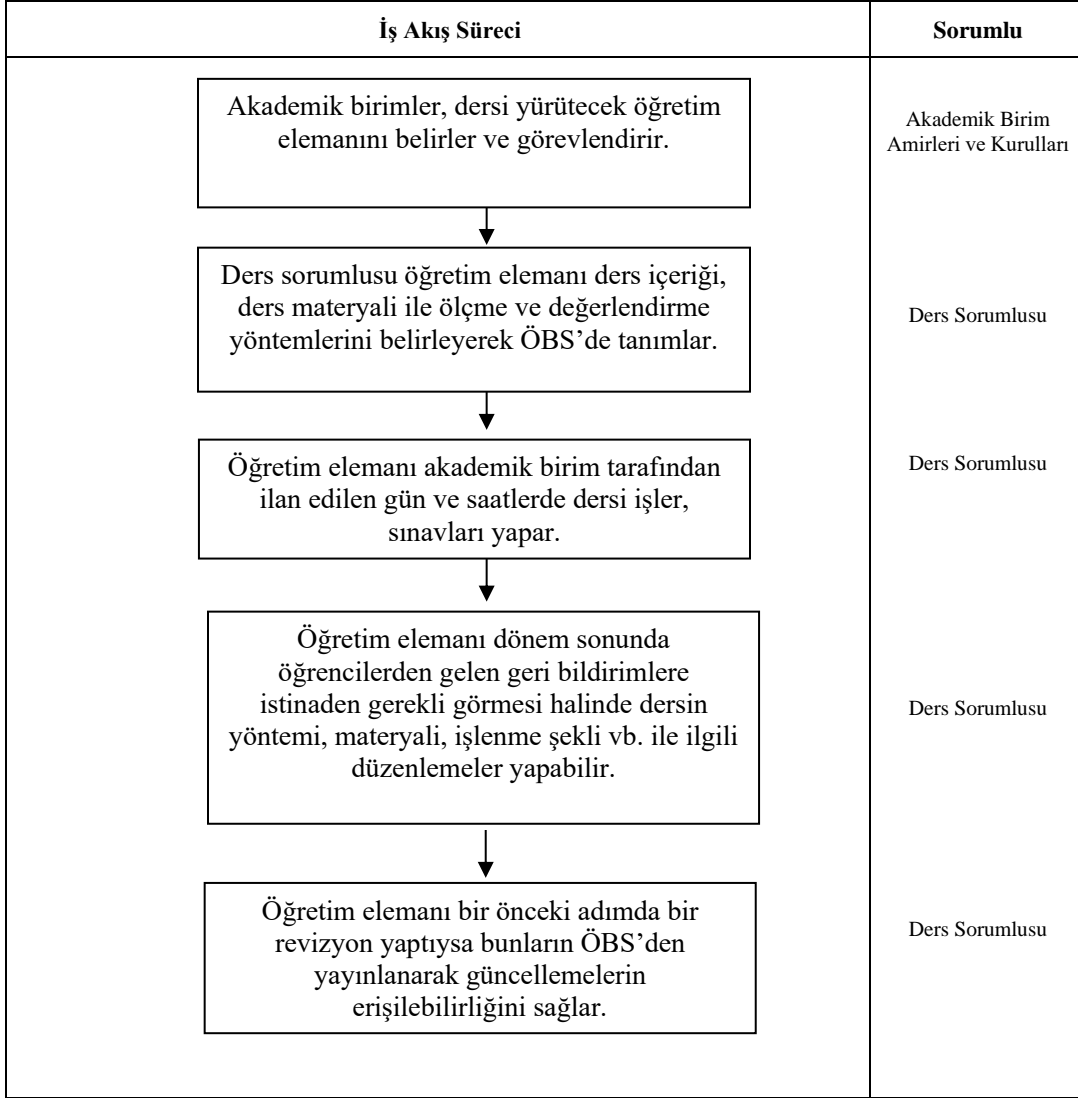 İş Akış Süreci
Sorumlu
Akademik birimler, dersi yürütecek öğretim
elemanını belirler ve görevlendirir.
Akademik Birim
Amirleri ve Kurulları
Ders sorumlusu öğretim elemanı ders içeriği,
ders materyali ile ölçme ve değerlendirme
yöntemlerini belirleyerek ÖBS’de tanımlar.
Ders Sorumlusu
Öğretim elemanı akademik birim tarafından
ilan edilen gün ve saatlerde dersi işler,
sınavları yapar.
Ders Sorumlusu
Öğretim elemanı dönem sonunda
öğrencilerden gelen geri bildirimlere
istinaden gerekli görmesi halinde dersin
yöntemi, materyali, işlenme şekli vb. ile ilgili
düzenlemeler yapabilir.
Ders Sorumlusu
Öğretim elemanı bir önceki adımda bir
revizyon yaptıysa bunların ÖBS’den
yayınlanarak güncellemelerin
erişilebilirliğini sağlar.
Ders Sorumlusu